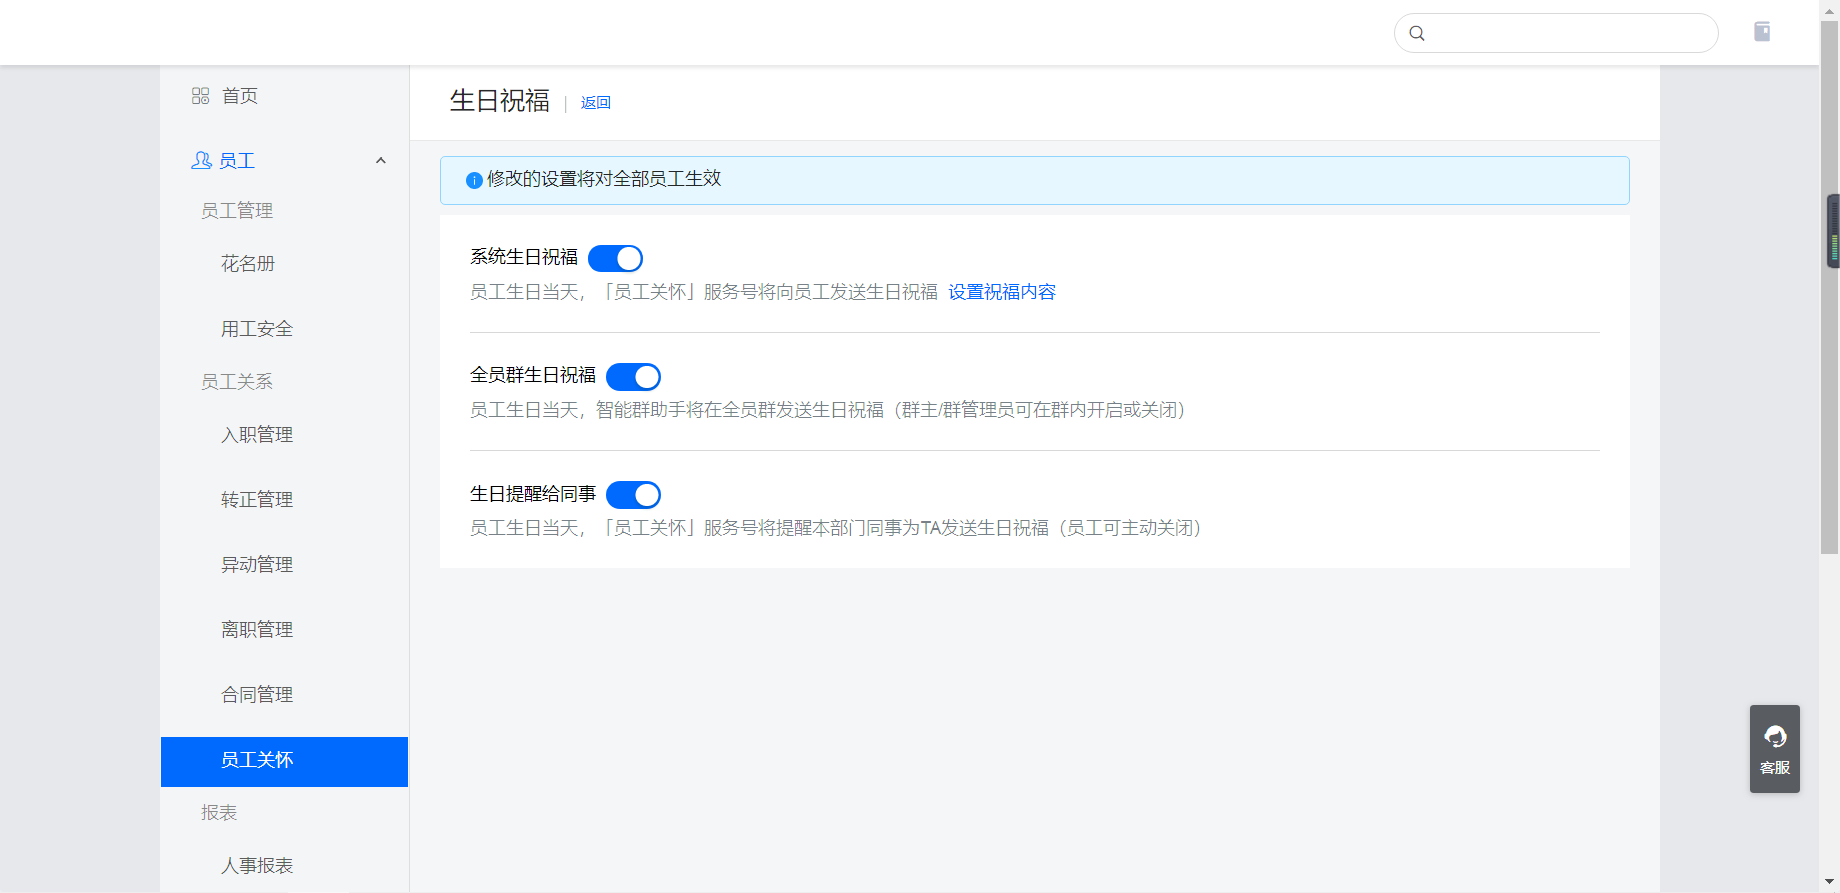 首页
员工
员工管理
花名册
用工安全
员工关系
入职管理
转正管理
异动管理
离职管理
合同管理
员工关怀
报表
人事报表
生日祝福 | 返回
修改的设置将对全部员工生效
系统生日祝福
员工生日当天，「员工关怀」服务号将向员工发送生日祝福 设置祝福内容
全员群生日祝福
员工生日当天，智能群助手将在全员群发送生日祝福（群主/群管理员可在群内开启或关闭）
生日提醒给同事
员工生日当天，「员工关怀」服务号将提醒本部门同事为TA发送生日祝福（员工可主动关闭）
客服